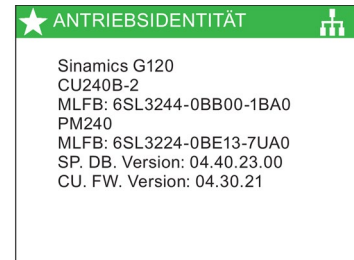 ANTRIEBSIDENTITÄT
Sinamics G120
CU240B-2
MLFB: 6SL3244-0BB00-1BA0
PM240
MLFB: 6SL3224-0BE13-7UA0
SP. DB. Version: 04.40.23.00
CU. FW. Version: 04.30.21